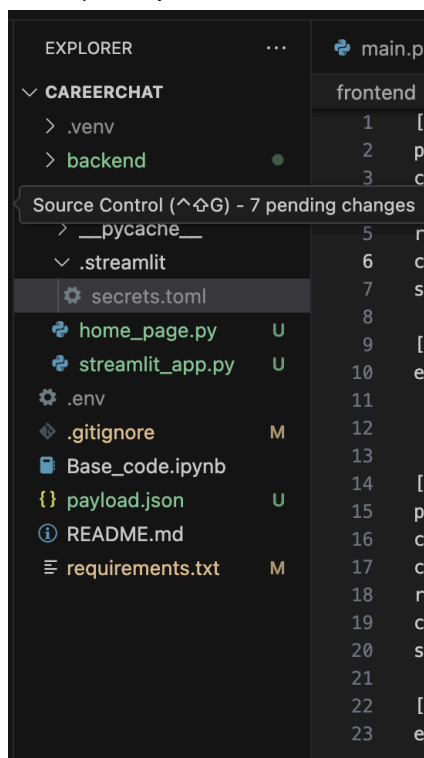 EXPLORER ...
main.p
CAREERCHAT
frontend
.venv
backend
Source Control (^⇧G) - 7 pending changes
__pycache__
.streamlit
secrets.toml
home_page.py U
streamlit_app.py U
.env
.gitignore M
Base_code.ipynb
{} payload.json U
README.md
requirements.txt M
1 [
2 p
3 c
5 r
6 c
7 s
8
9 [
10 e
11
12
13
14 [
15 p
16 c
17 c
18 r
19 c
20 s
21
22 [
23 e